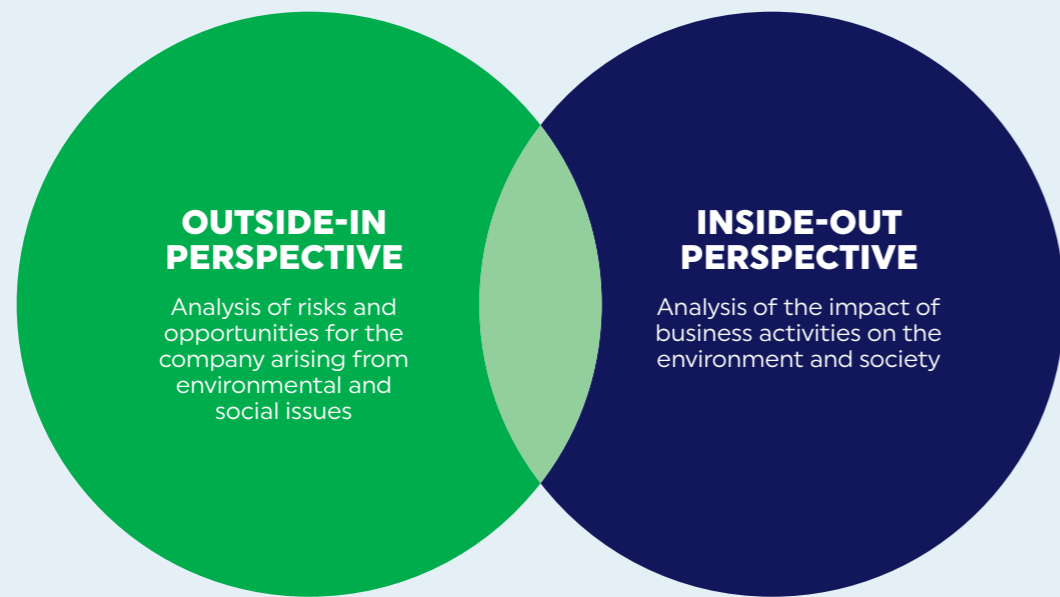 OUTSIDE-IN
PERSPECTIVE
Analysis of risks and
opportunities for the
company arising from
environmental and
social issues
INSIDE-OUT
PERSPECTIVE
Analysis of the impact of
business activities on the
environment and society